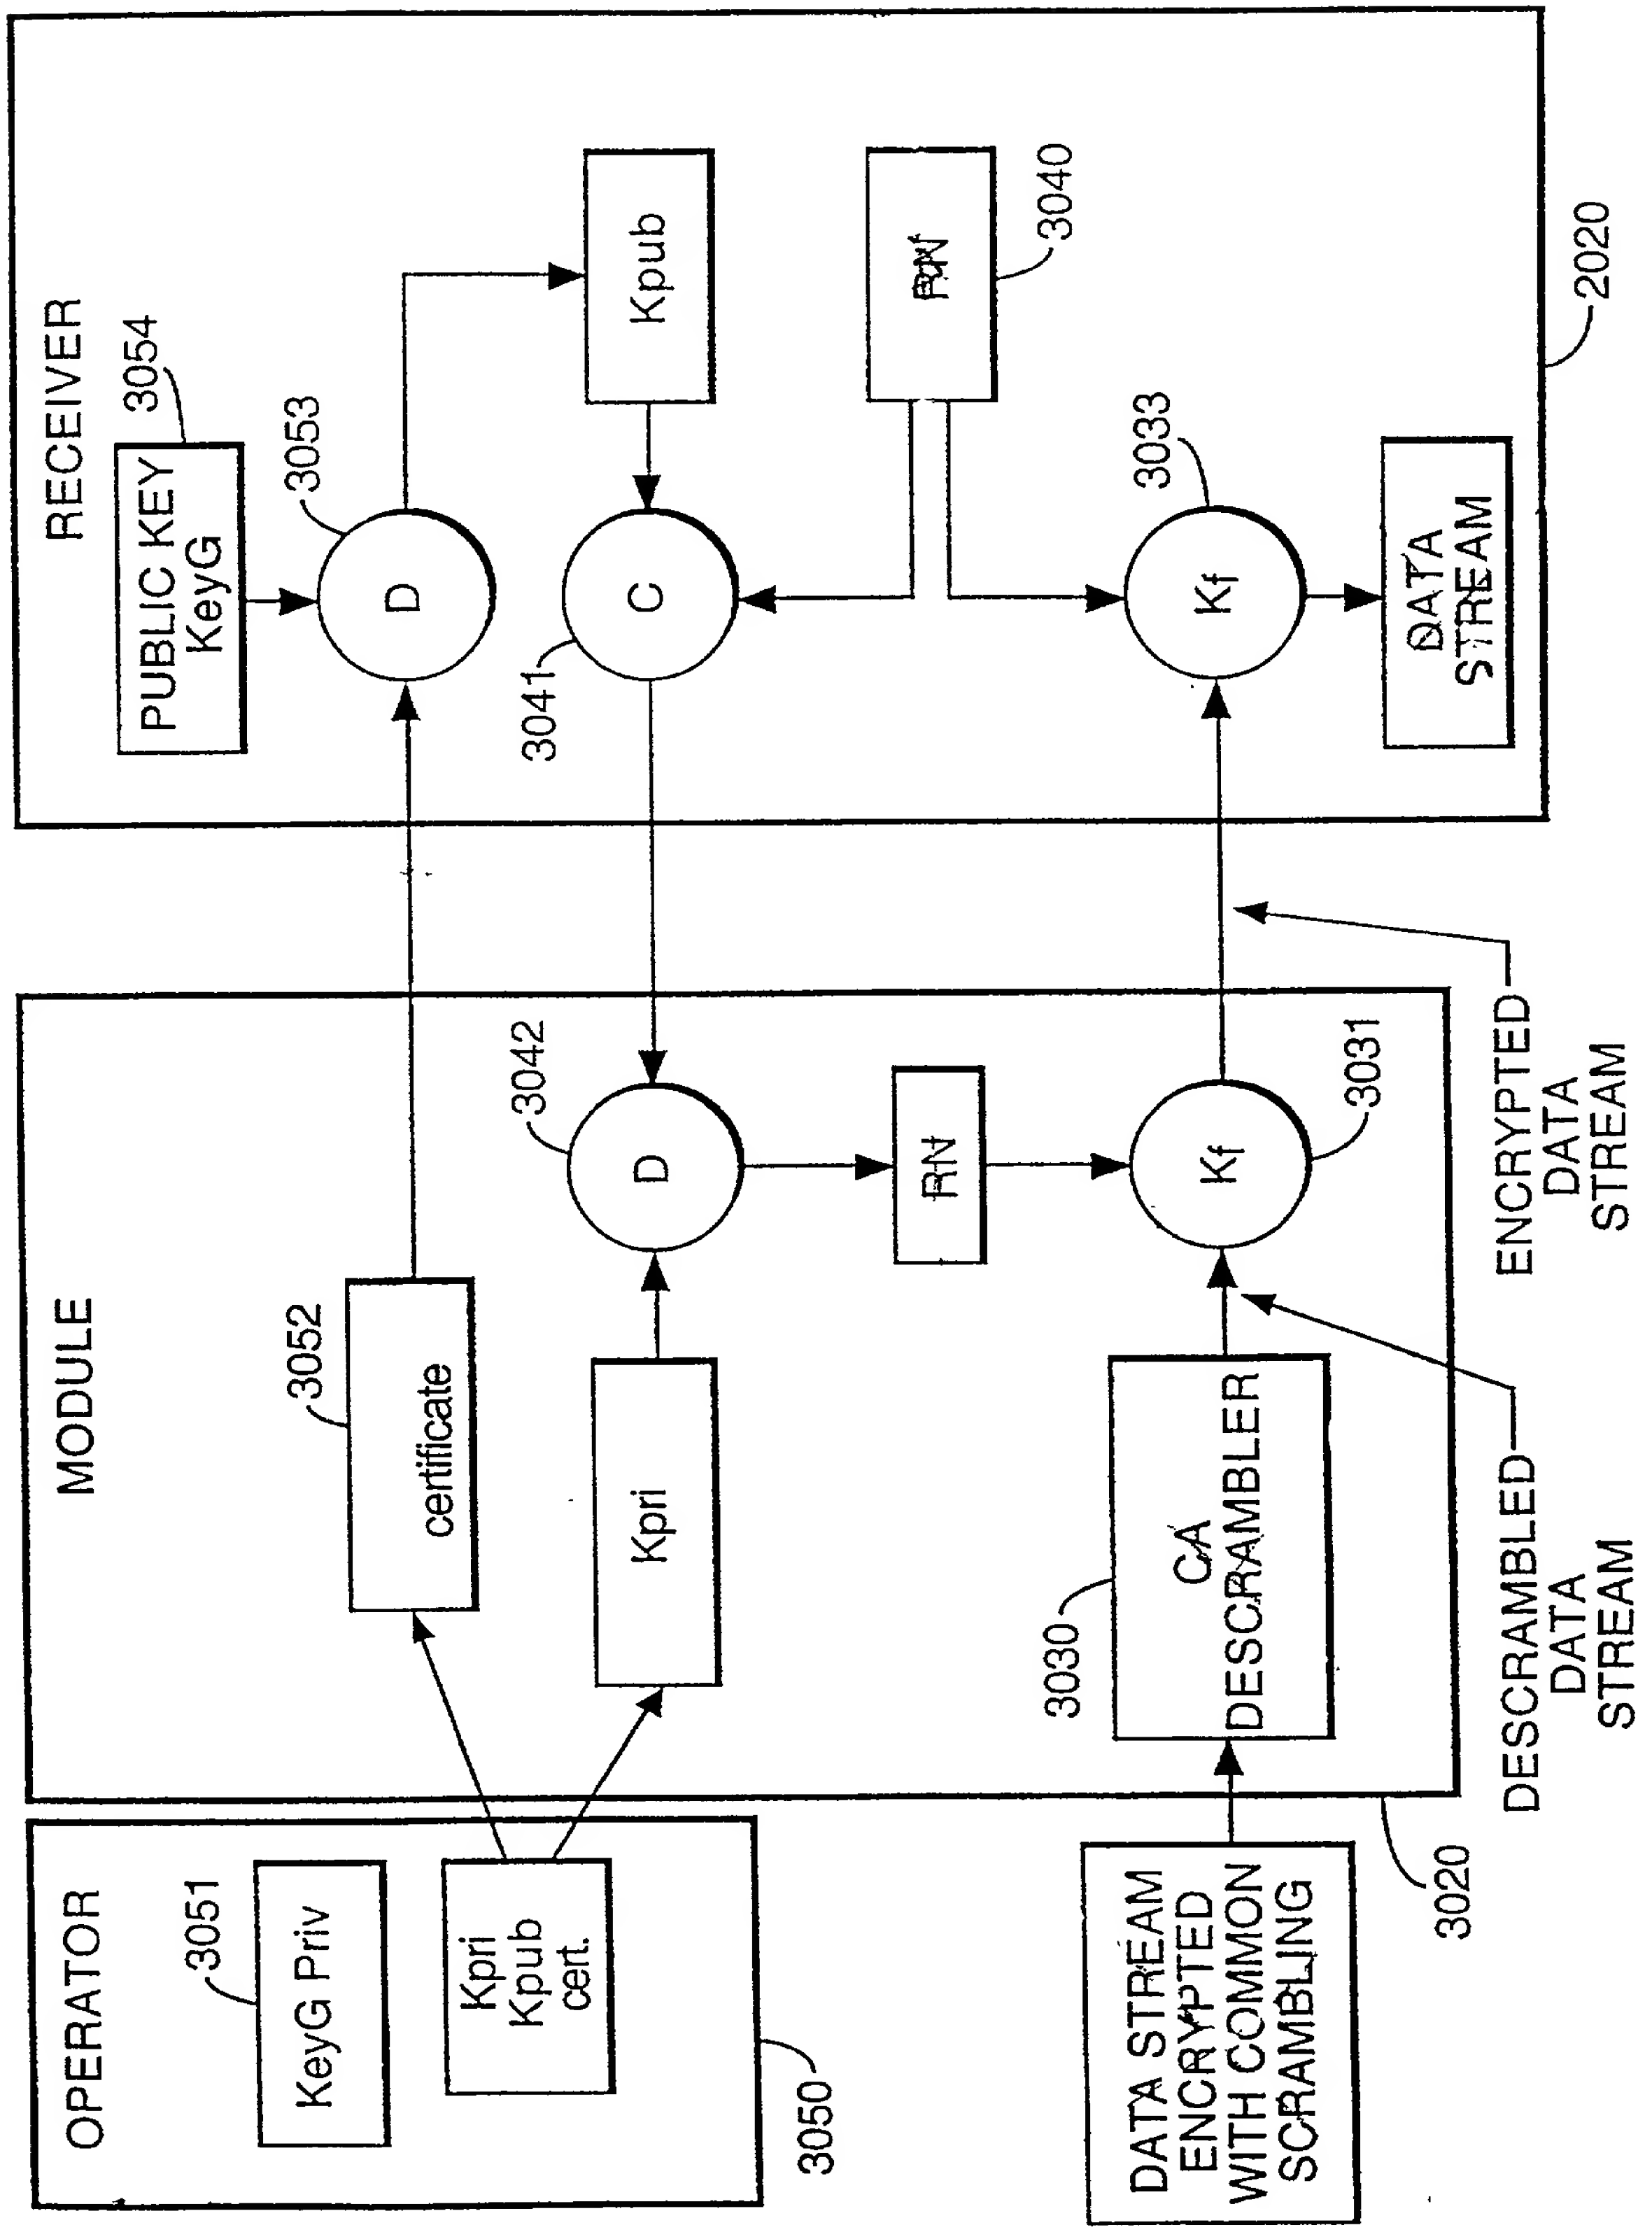 OPERATOR
3051
KeyG Priv
Kpri
Kpub
cert.
3050
DATA STREAM
ENCRYPTED
WITH COMMON
SCRAMBLING
MODULE
3052
certificate
Kpri
3042
D
RN
3030
CA
DESCRAMBLER
Kf
3031
3020
DESCRAMBLED
DATA
STREAM
ENCRYPTED
DATA
STREAM
RECEIVER
3054
PUBLIC KEY
KeyG
3053
D
Kpub
3041
C
RN
3040
3033
Kf
DATA
STREAM
2020